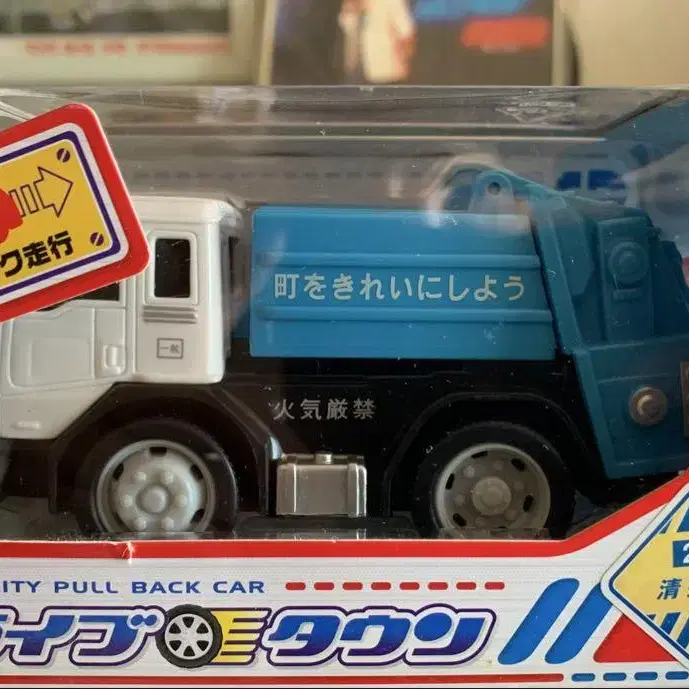 ク走行
町をきれいにしよう
一般
火気厳禁
ITY PULL BACK CAR
イブ
タウン
清